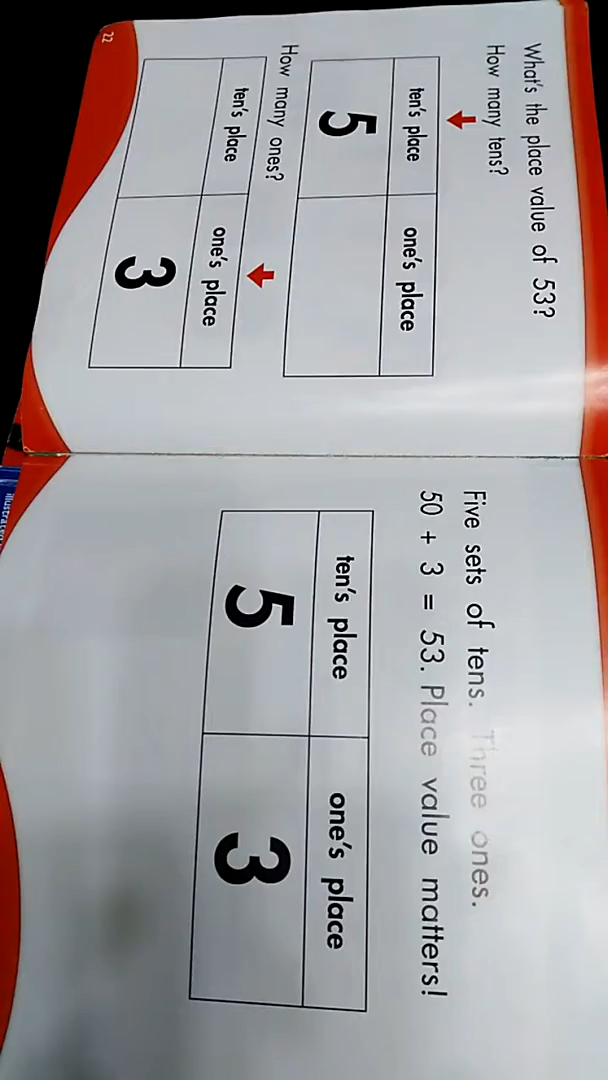 What's the place value of 53?
How many tens?
ten's place one's place
5
How many ones?
ten's place one's place
3
22
Five sets of tens. Three ones.
50 + 3 = 53. Place value matters!
ten's place one's place
5 3